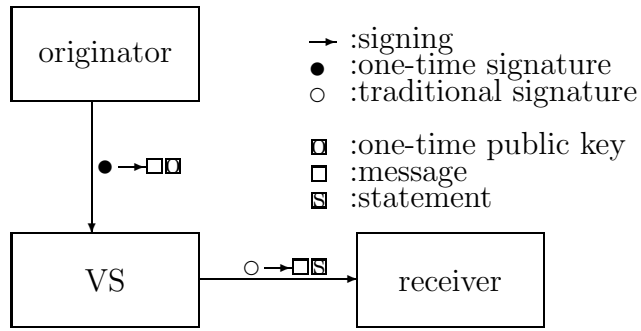 originator
:signing
:one-time signature
:traditional signature
O :one-time public key
:message
S :statement
O
VS
S
receiver